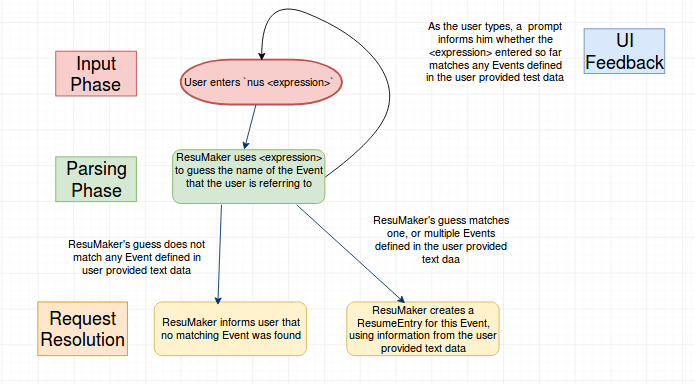 As the user types, a prompt
informs him whether the
<expression> entered so far
matches any Events defined
in the user provided test data
UI
Feedback
Input
Phase
User enters `nus <expression>`
Parsing
Phase
ResuMaker uses <expression>
to guess the name of the Event
that the user is referring to
ResuMaker's guess does not
match any Event defined in
user provided text data
ResuMaker's guess matches
one, or multiple Events
defined in the user provided
text daa
Request
Resolution
ResuMaker informs user that
no matching Event was found
ResuMaker creates a
ResumeEntry for this Event,
using information from the user
provided text data